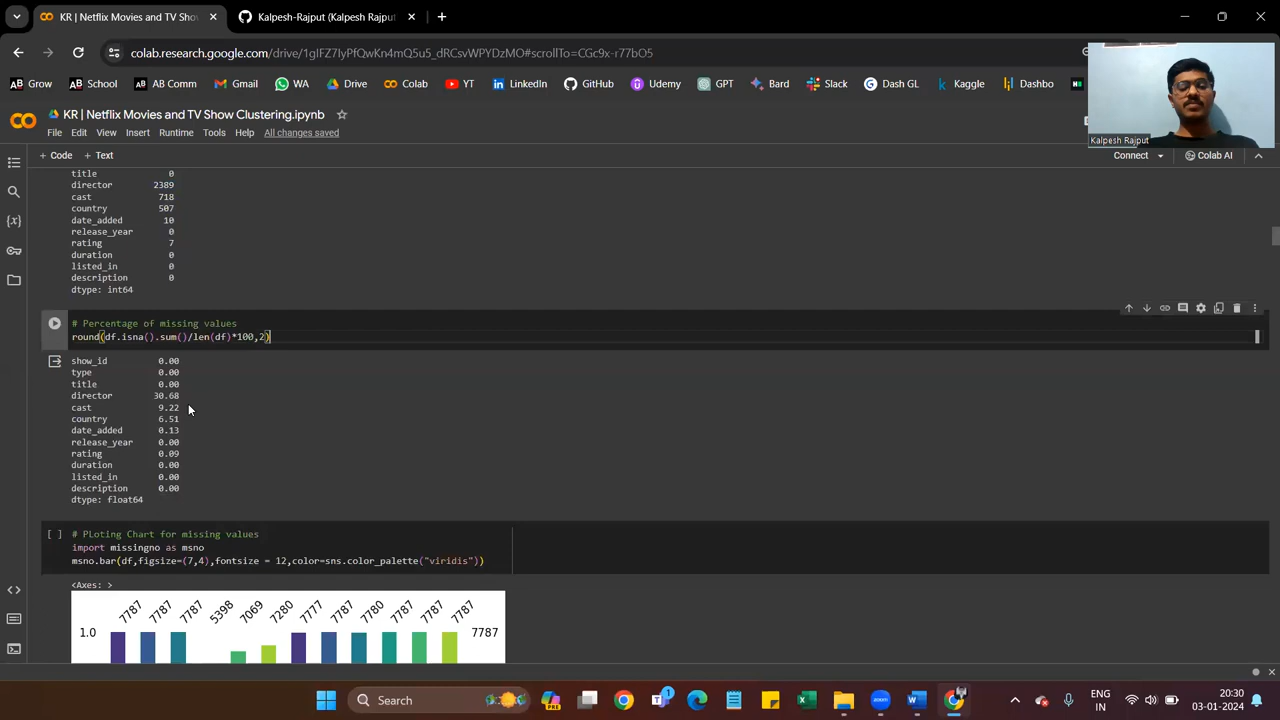 KR | Netflix Movies and TV Show
Kalpesh-Rajput (Kalpesh Rajput
colab.research.google.com/drive/1gIFZ7IyPfQwKn4mQ5u5_dRCsvWPYDzMO#scrollTo=CGc9x-r77bO5
AB Grow
AB School
AB AB Comm
Gmail
WA
Drive
Colab
YT
LinkedIn
GitHub
Udemy
GPT
Bard
Slack
Dash GL
Kaggle
Dashbo
CO KR | Netflix Movies and TV Show Clustering.ipynb
File Edit View Insert Runtime Tools Help All changes saved
Kalpesh Rajput
+ Code + Text
Connect
Colab AI
title 0
director 2389
cast 718
country 507
date_added 10
release_year 0
rating 7
duration 0
listed_in 0
description 0
dtype: int64
# Percentage of missing values
round(df.isna().sum()/len(df)*100,2)
show_id 0.00
type 0.00
title 0.00
director 30.68
cast 9.22
country 6.51
date_added 0.13
release_year 0.00
rating 0.09
duration 0.00
listed_in 0.00
description 0.00
dtype: float64
[ ] # PLoting Chart for missing values
import missingno as msno
msno.bar(df,figsize=(7,4),fontsize = 12,color=sns.color_palette("viridis"))
<Axes: >
7787 7787 7787 5398 7069 7280 7777 7787 7780 7787 7787 7787
1.0 7787
Search
1
ENG
IN
20:30
03-01-2024